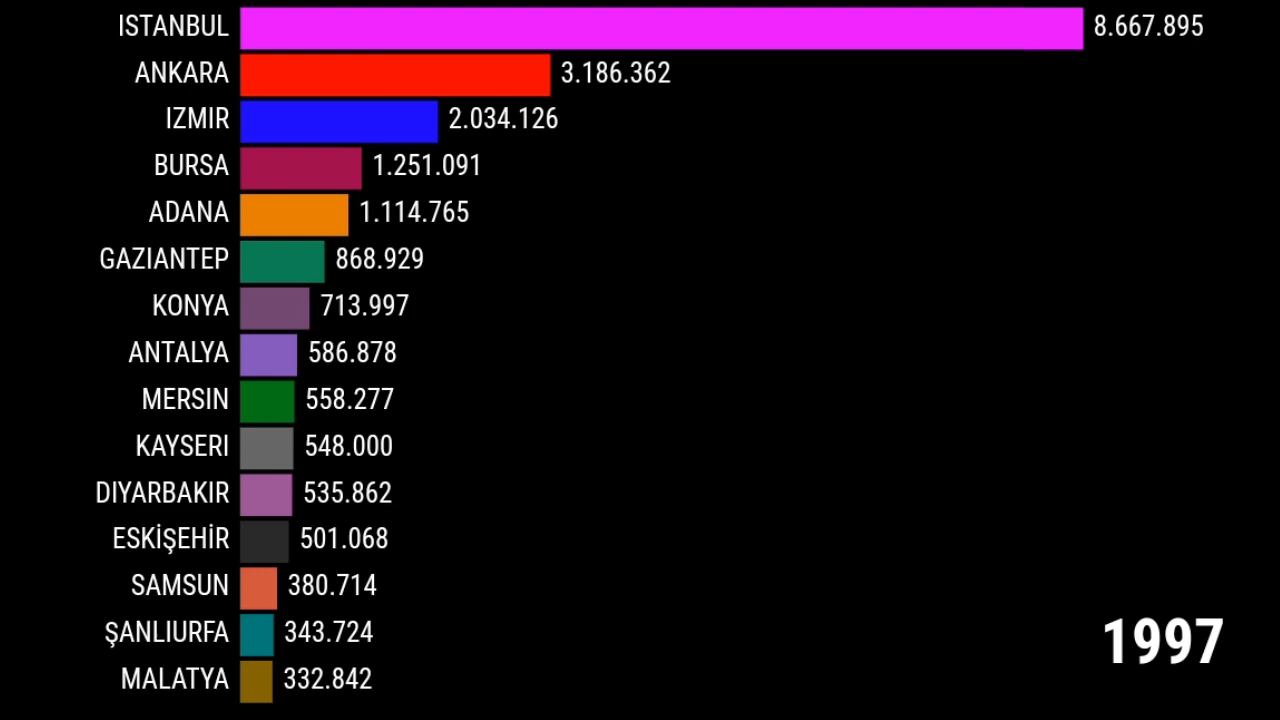 ISTANBUL 8.667.895
ANKARA 3.186.362
IZMIR 2.034.126
BURSA 1.251.091
ADANA 1.114.765
GAZIANTEP 868.929
KONYA 713.997
ANTALYA 586.878
MERSIN 558.277
KAYSERI 548.000
DIYARBAKIR 535.862
ESKİŞEHİR 501.068
SAMSUN 380.714
ŞANLIURFA 343.724
MALATYA 332.842
1997